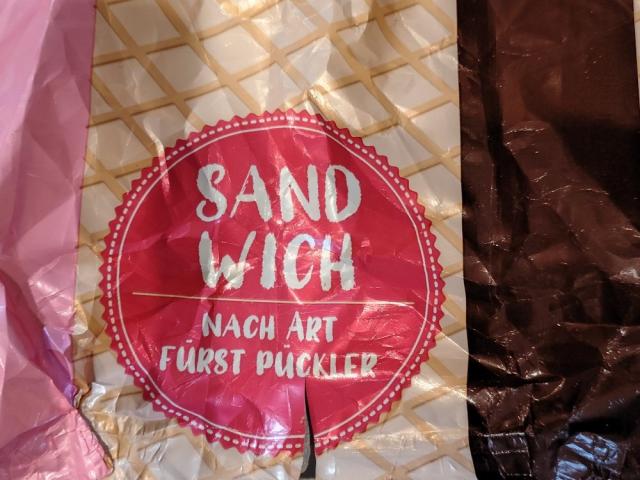 SAND
WICH
NACH ART
FÜRST PÜCKLER